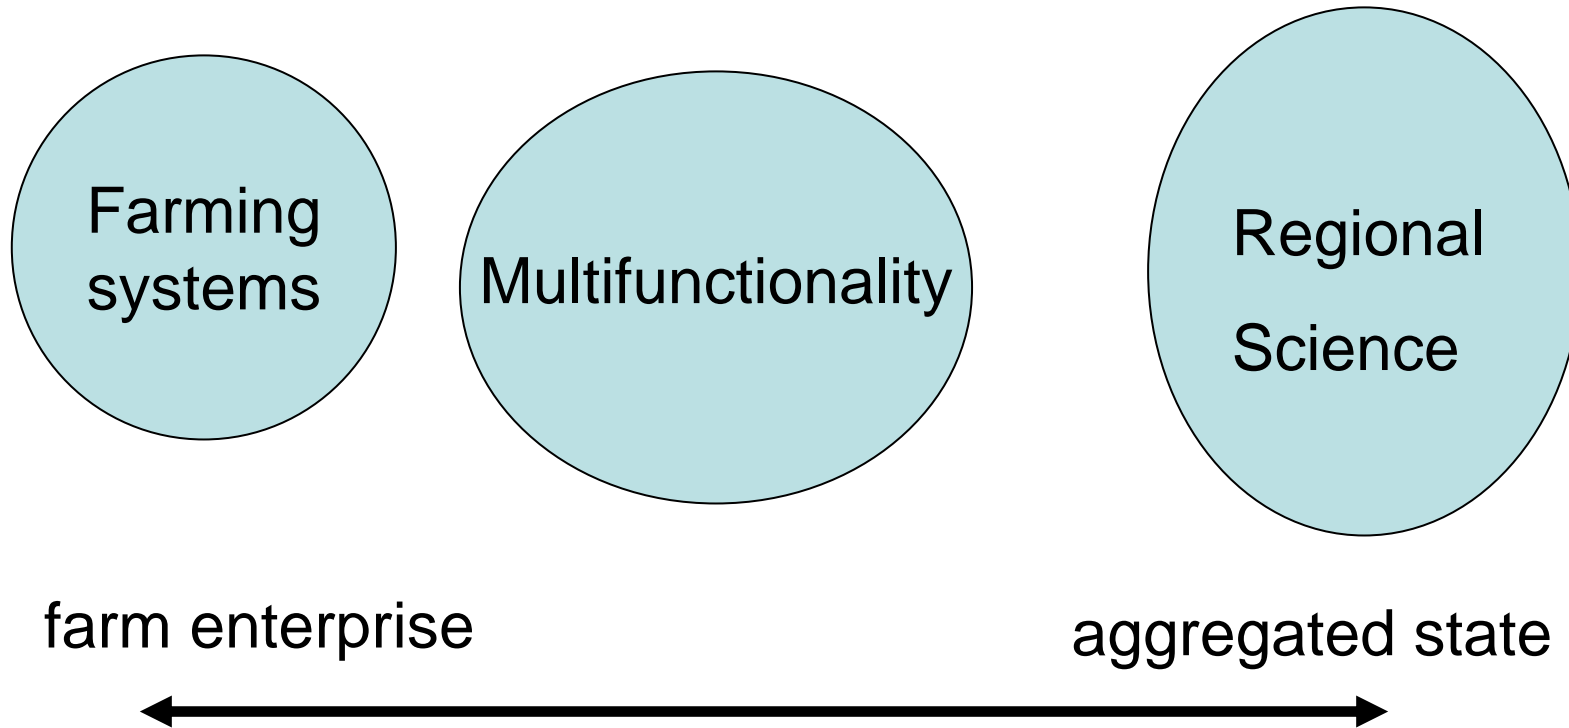 Farming
systems
Multifunctionality
Regional
Science
farm enterprise
aggregated state